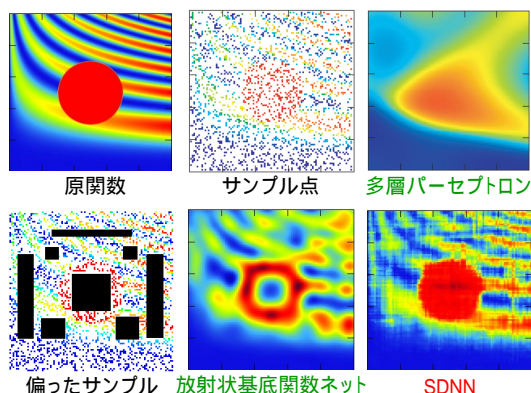 原関数
サンプル点
多層パーセプトロン
偏ったサンプル
放射状基底関数ネット
SDNN